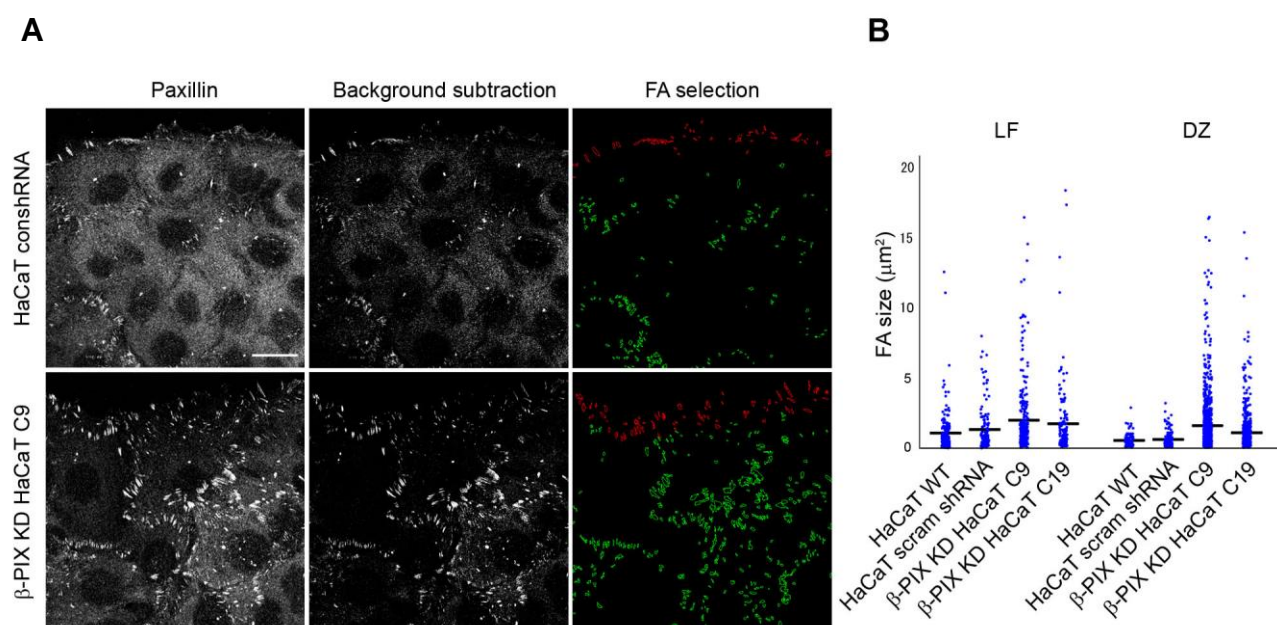 A
B
Paxillin
Background subtraction
FA selection
HaCaT conshRNA
β-PIX KD HaCaT C9
LF
DZ
FA size (μm²)
20
15
10
5
0
HaCaT WT
HaCaT scram shRNA
β-PIX KD HaCaT C9
β-PIX KD HaCaT C19
HaCaT WT
HaCaT scram shRNA
β-PIX KD HaCaT C9
β-PIX KD HaCaT C19